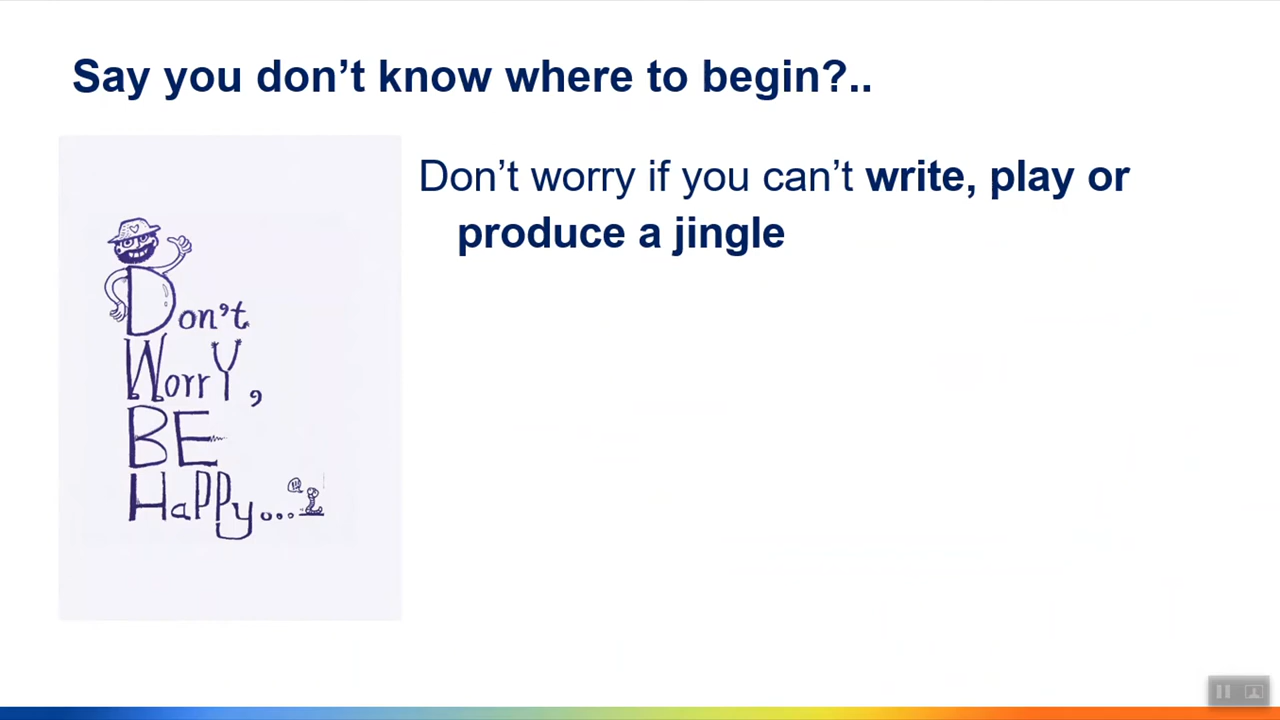 Say you don’t know where to begin?..
Don’t worry if you can’t write, play or
produce a jingle
Don’t
WorrY,
BE
HaPPy...